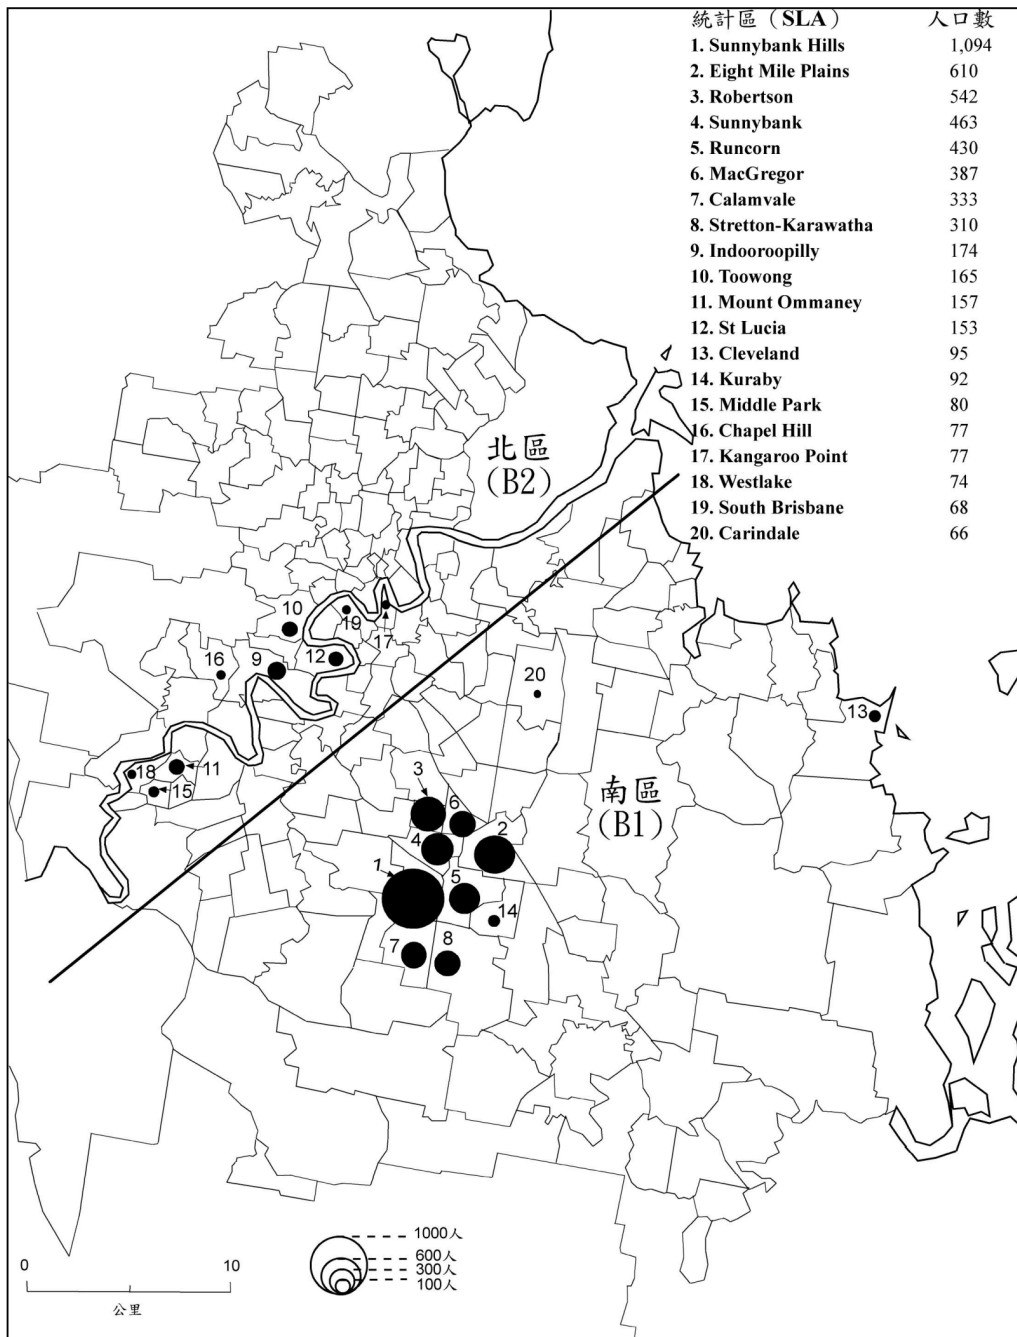 統計區（SLA） 人口數
1. Sunnybank Hills 1,094
2. Eight Mile Plains 610
3. Robertson 542
4. Sunnybank 463
5. Runcorn 430
6. MacGregor 387
7. Calamvale 333
8. Stretton-Karawatha 310
9. Indooroopilly 174
10. Toowong 165
11. Mount Ommaney 157
12. St Lucia 153
13. Cleveland 95
14. Kuraby 92
15. Middle Park 80
16. Chapel Hill 77
17. Kangaroo Point 77
18. Westlake 74
19. South Brisbane 68
20. Carindale 66
北區
(B2)
10
19
17
12
16
9
20
13
18
11
15
南區
(B1)
3
6
2
4
1
5
14
7
8
1000人
600人
300人
100人
0 10
公里